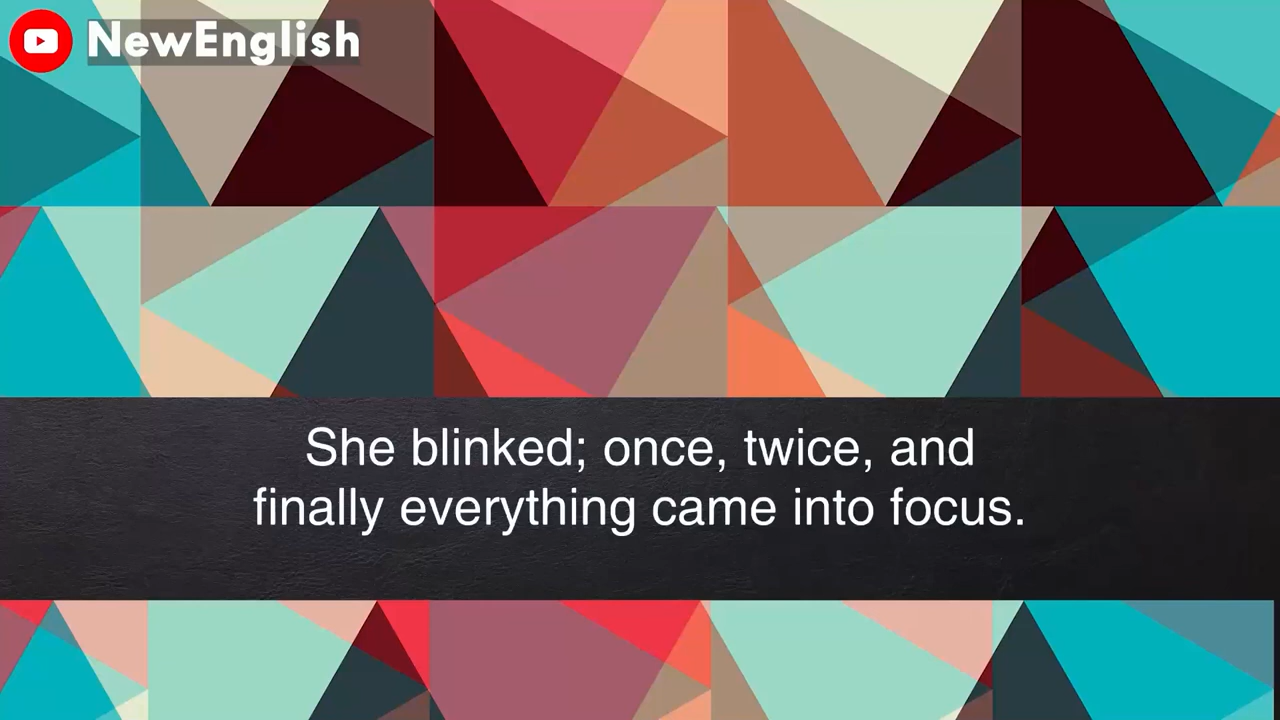 NewEnglish
She blinked; once, twice, and
finally everything came into focus.